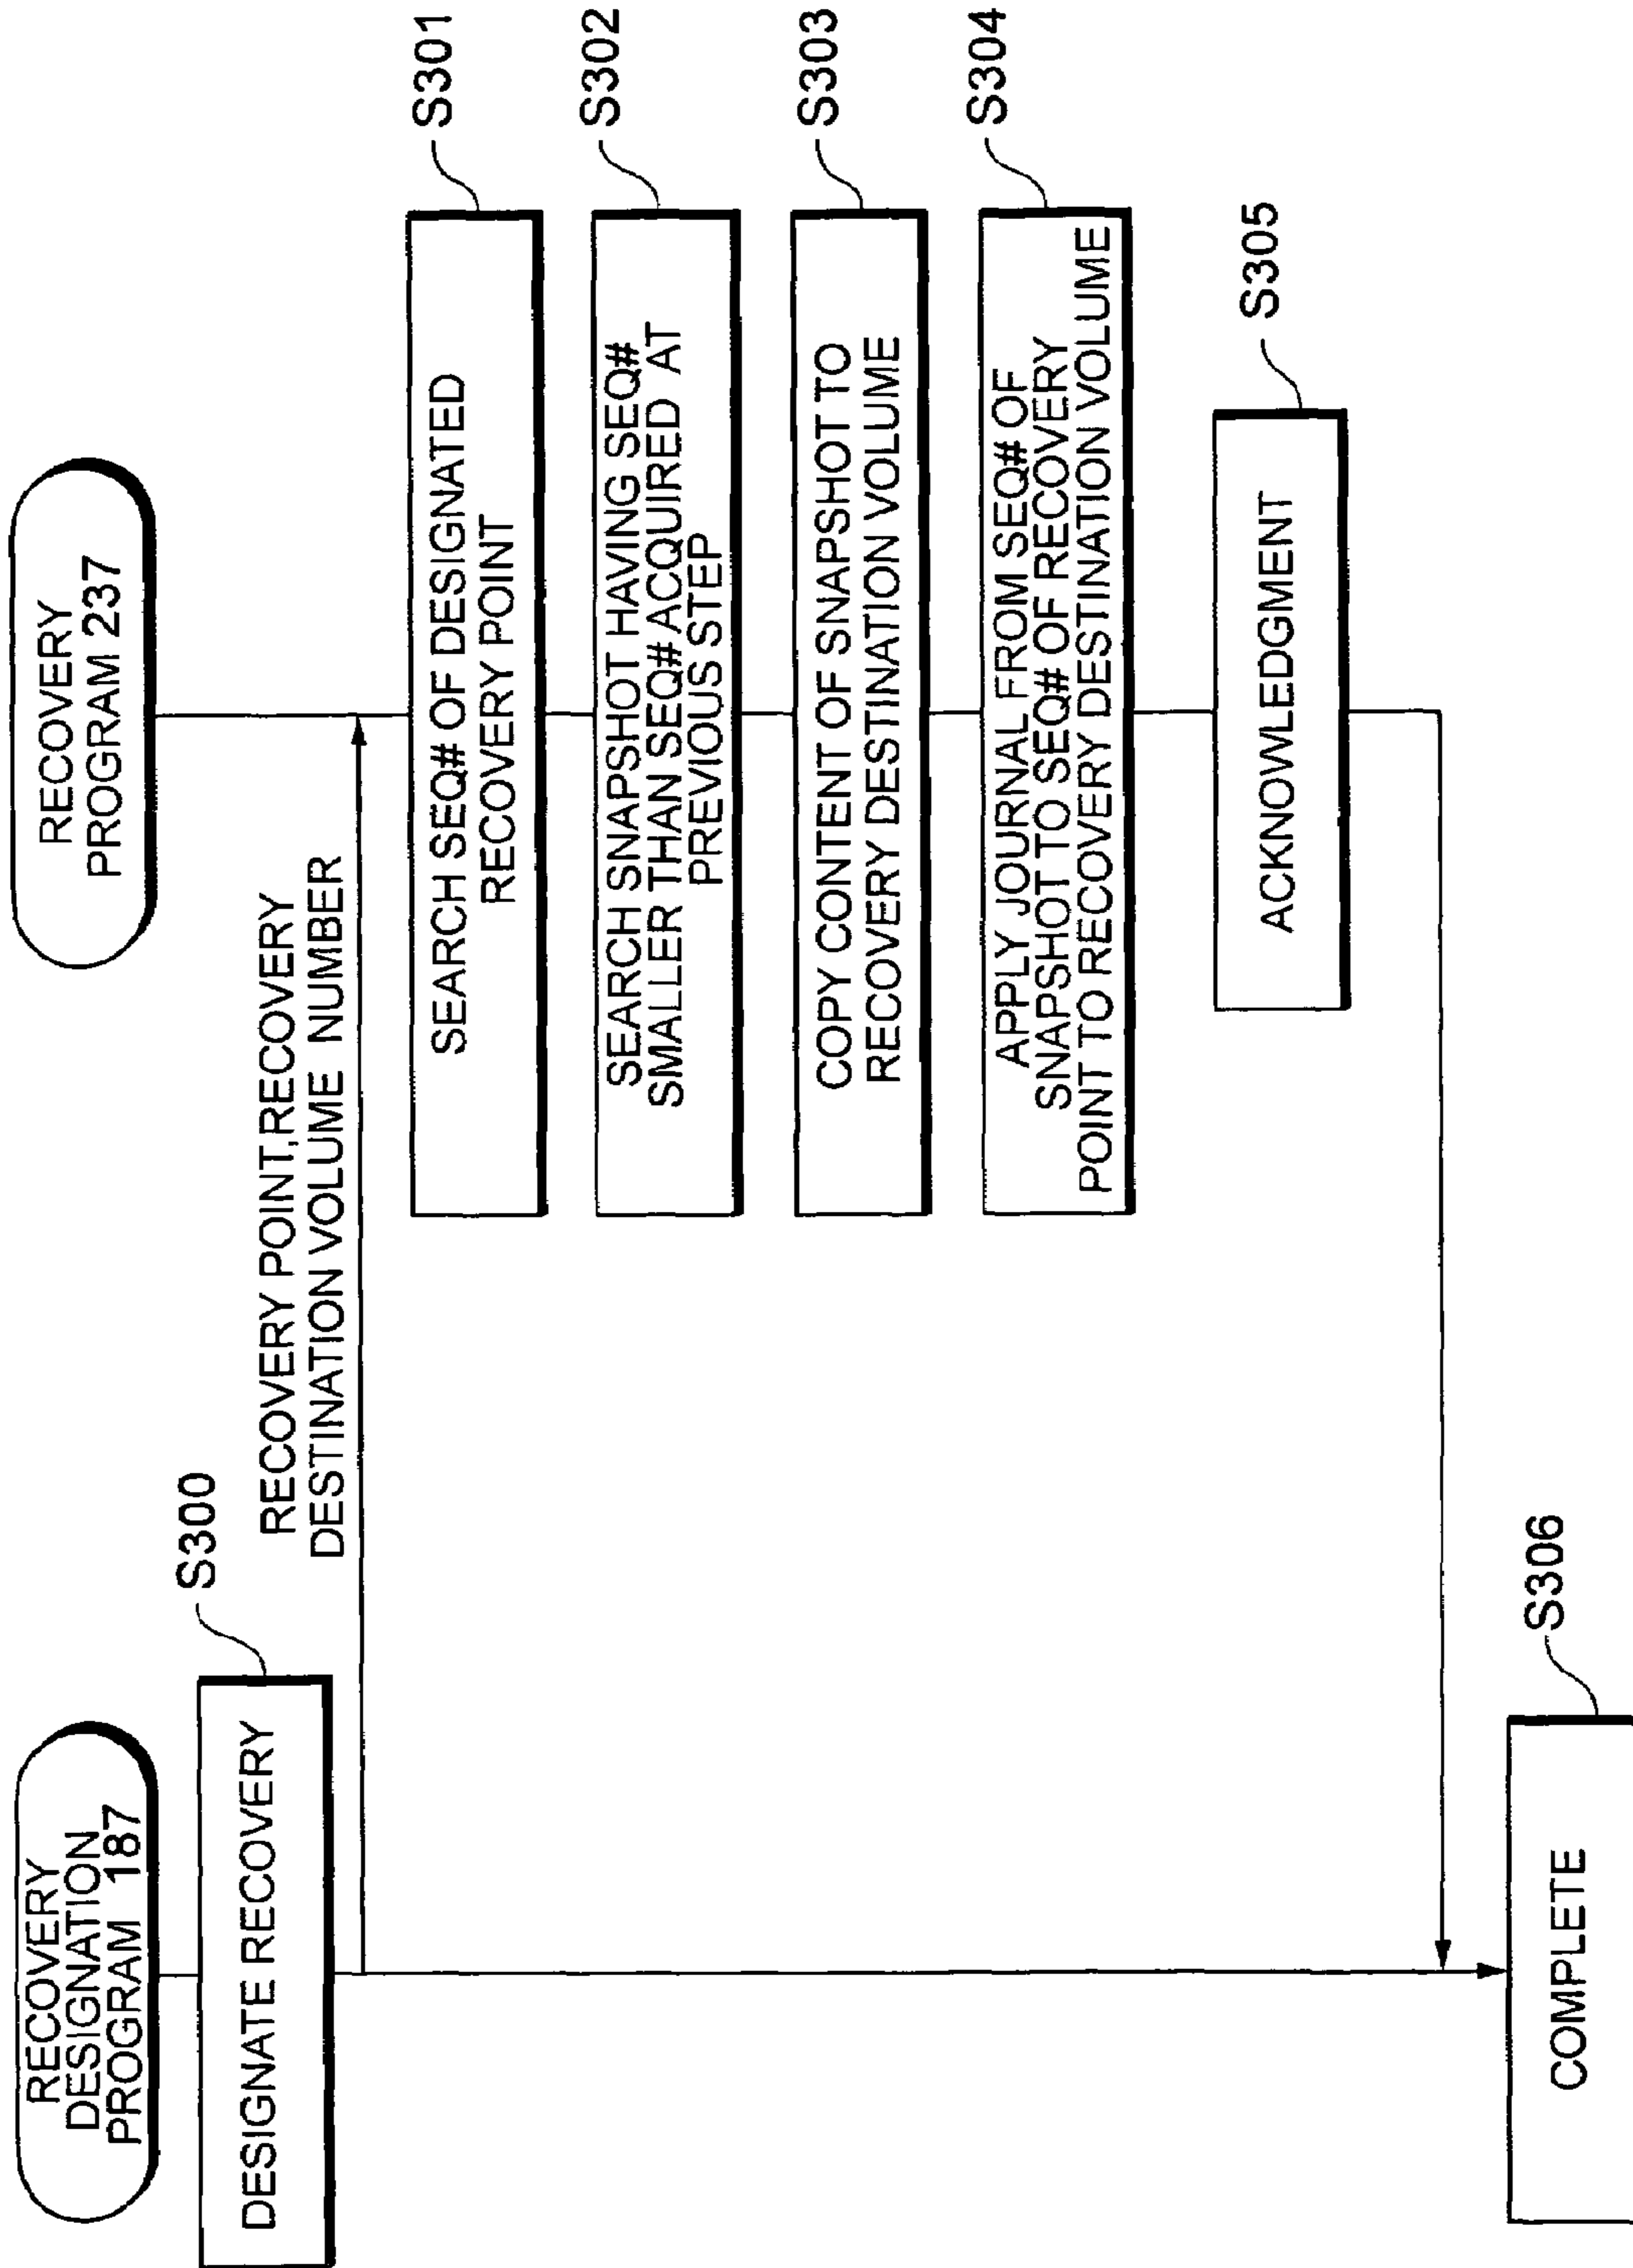 RECOVERY
DESIGNATION
PROGRAM 187
DESIGNATE RECOVERY
S300
RECOVERY POINT,RECOVERY
DESTINATION VOLUME NUMBER
RECOVERY
PROGRAM 237
SEARCH SEQ# OF DESIGNATED
RECOVERY POINT
S301
SEARCH SNAPSHOT HAVING SEQ#
SMALLER THAN SEQ# ACQUIRED AT
PREVIOUS STEP
S302
COPY CONTENT OF SNAPSHOT TO
RECOVERY DESTINATION VOLUME
S303
APPLY JOURNAL FROM SEQ# OF
SNAPSHOT TO SEQ# OF RECOVERY
POINT TO RECOVERY DESTINATION VOLUME
S304
ACKNOWLEDGMENT
S305
COMPLETE
S306